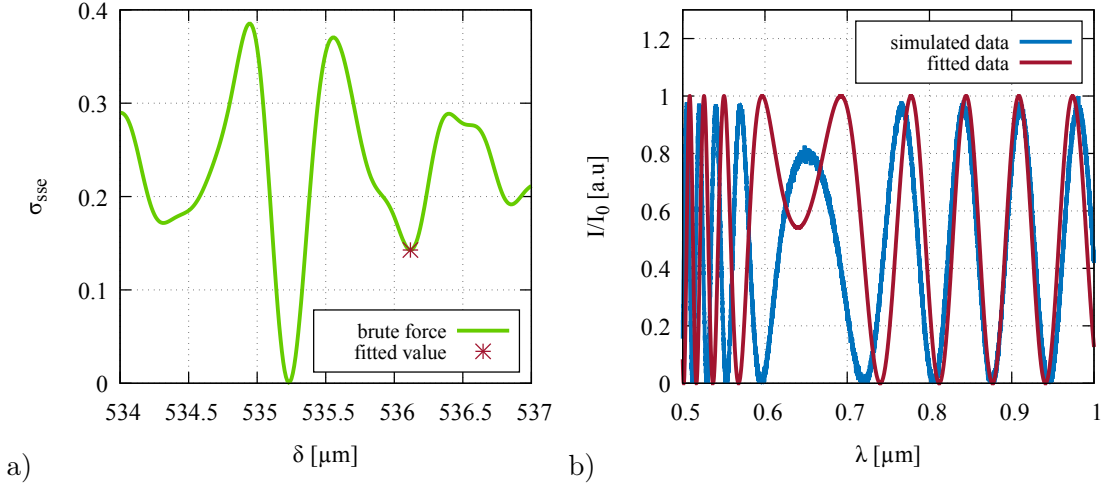 0.4
0.3
0.2
0.1
0
σsse
534 534.5 535 535.5 536 536.5 537
δ [μm]
brute force
fitted value
a)
1.2
1
0.8
0.6
0.4
0.2
0
I/I0 [a.u]
simulated data
fitted data
0.5 0.6 0.7 0.8 0.9 1
λ [μm]
b)